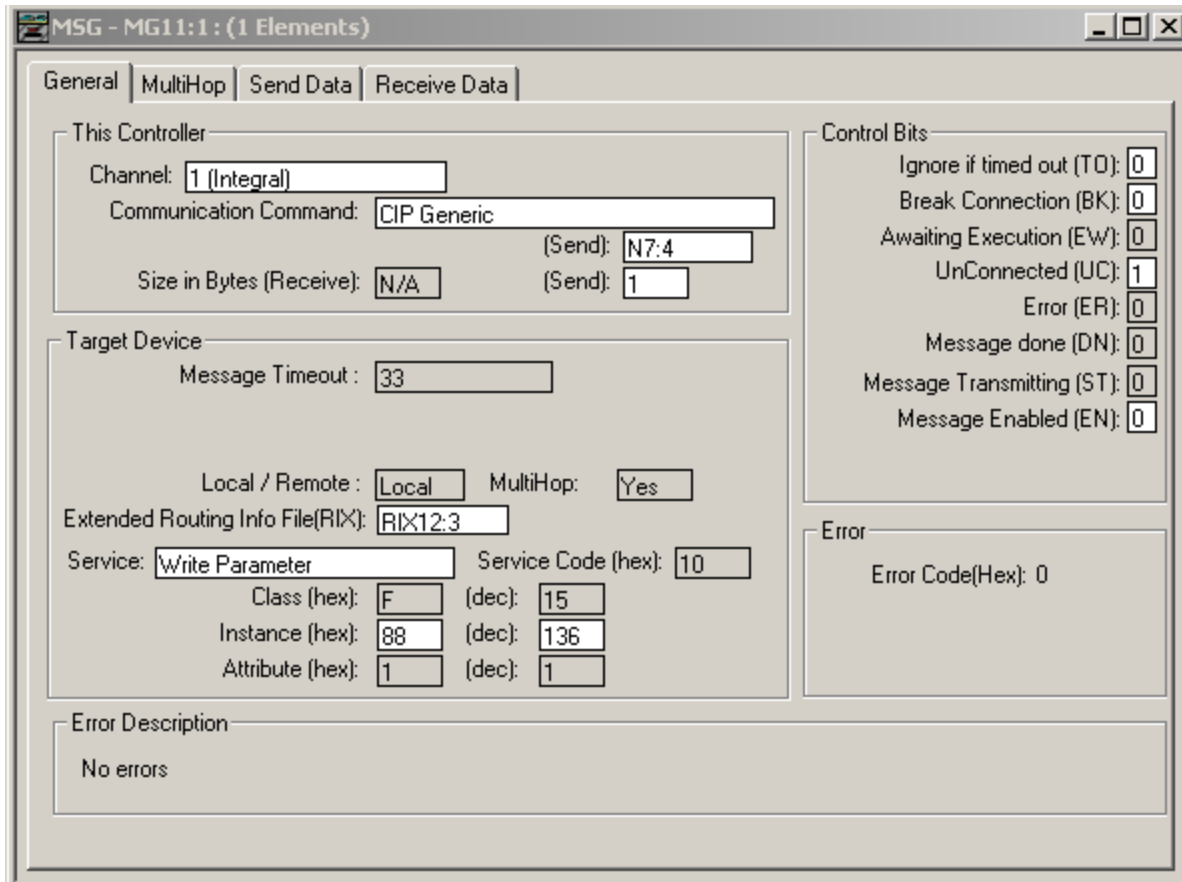 MSG - MG11:1 : (1 Elements)
General MultiHop Send Data Receive Data
This Controller
Channel: 1 (Integral)
Communication Command: CIP Generic
(Send): N7:4
Size in Bytes (Receive): N/A (Send): 1
Target Device
Message Timeout : 33
Local / Remote : Local MultiHop: Yes
Extended Routing Info File(RIX): RIX12:3
Service: Write Parameter Service Code (hex): 10
Class (hex): F (dec): 15
Instance (hex): 88 (dec): 136
Attribute (hex): 1 (dec): 1
Control Bits
Ignore if timed out (TO): 0
Break Connection (BK): 0
Awaiting Execution (EW): 0
UnConnected (UC): 1
Error (ER): 0
Message done (DN): 0
Message Transmitting (ST): 0
Message Enabled (EN): 0
Error
Error Code(Hex): 0
Error Description
No errors